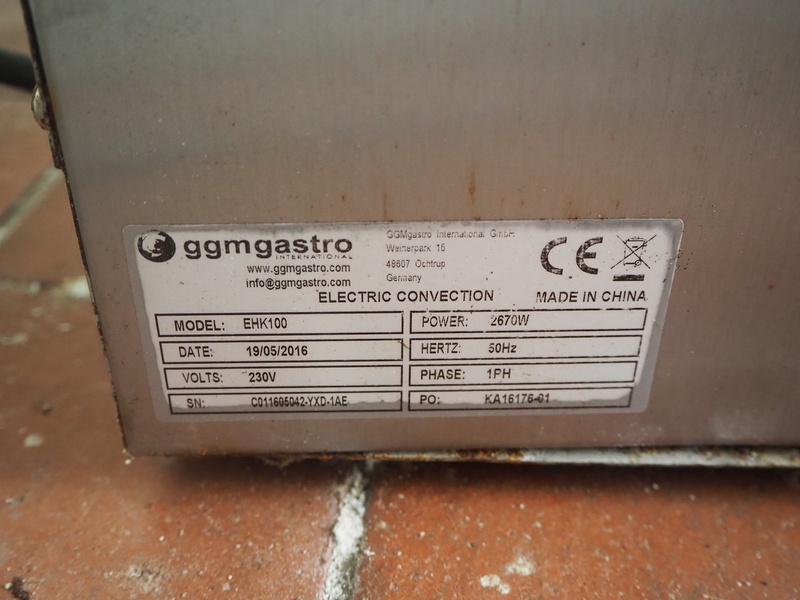 ggmgastro
INTERNATIONAL
www.ggmgastro.com
info@ggmgastro.com
GGMgastro International GmbH
Weinerpark 16
48607 Ochtrup
Germany
CE
ELECTRIC CONVECTION MADE IN CHINA
MODEL: EHK100 POWER: 2670W
DATE: 19/05/2016 HERTZ: 50Hz
VOLTS: 230V PHASE: 1PH
SN: C011605042-YXD-1AE PO: KA16176-01